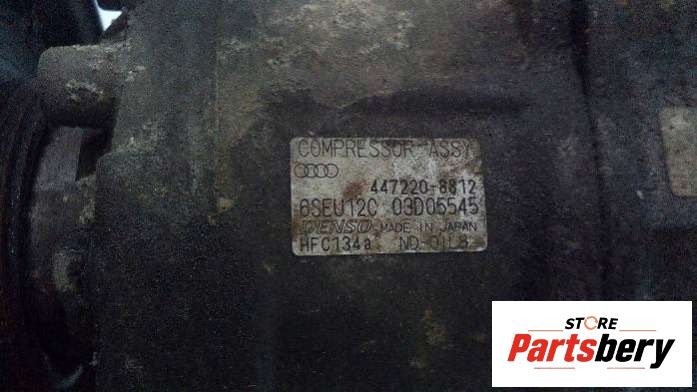 COMPRESSOR ASSY
447220-8812
6SEU12C 03D05545
DENSO MADE IN JAPAN
HFC134a ND-OIL8
STORE
Partsbery